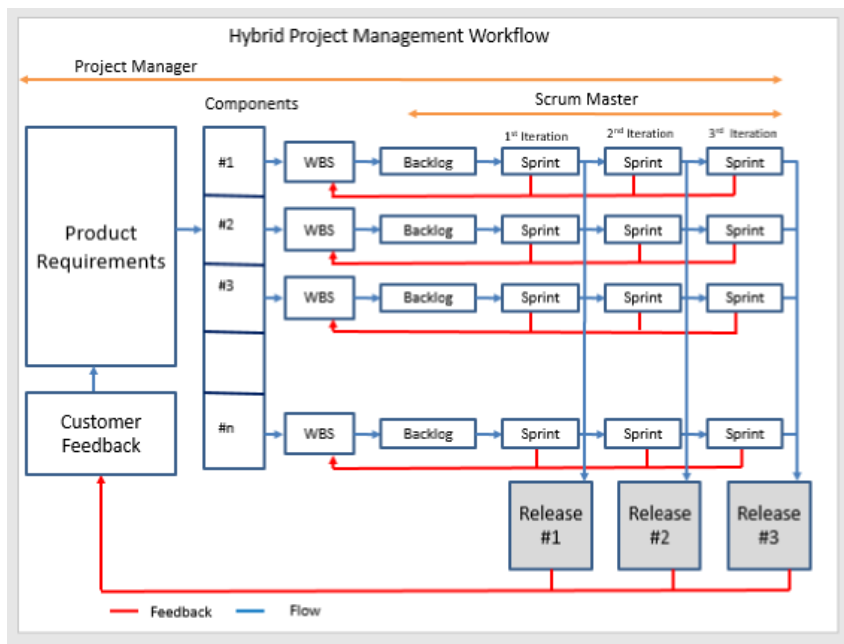 Hybrid Project Management Workflow
Project Manager
Components
Scrum Master
1st Iteration
2nd Iteration
3rd Iteration
#1
WBS
Backlog
Sprint
Sprint
Sprint
Product
Requirements
#2
WBS
Backlog
Sprint
Sprint
Sprint
#3
WBS
Backlog
Sprint
Sprint
Sprint
Customer
Feedback
#n
WBS
Backlog
Sprint
Sprint
Sprint
Release
#1
Release
#2
Release
#3
Feedback
Flow